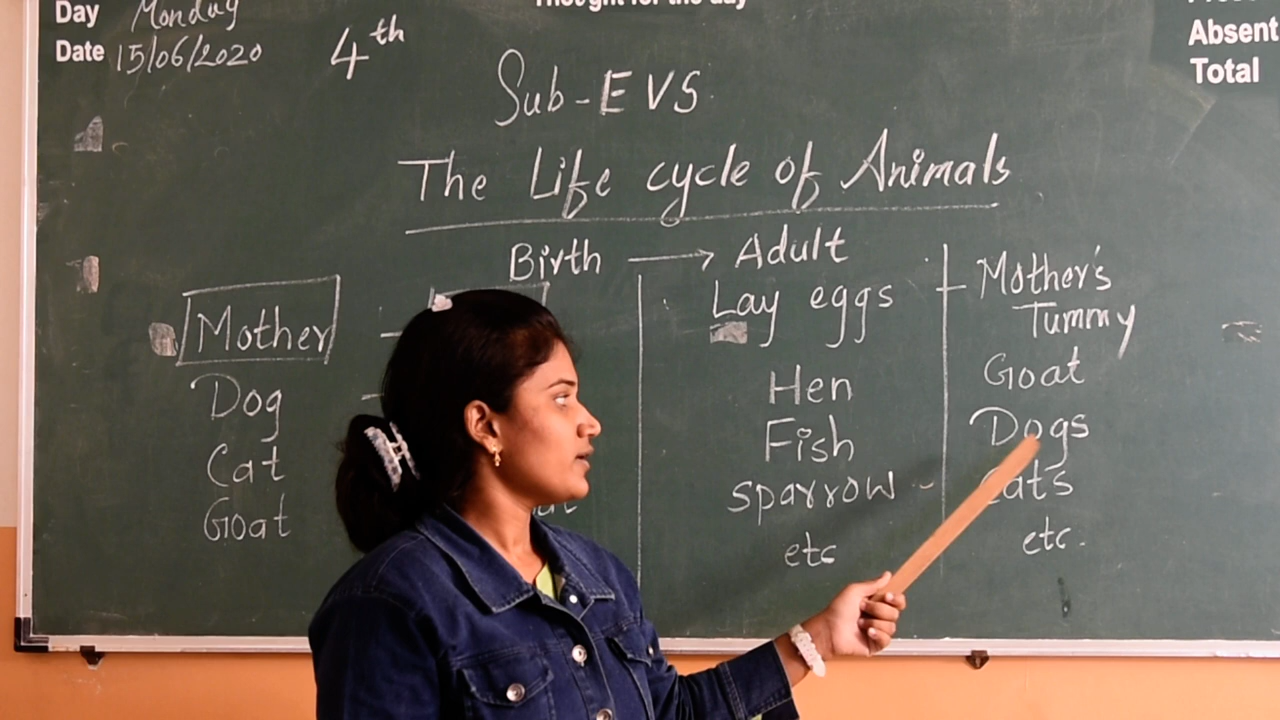 Day Monday
Date 15/06/2020
4th
Thought for the day
Absent
Total
Sub-EVS
The Life cycle of Animals
Birth → Adult
Mother -
Dog -
Cat
Goat
Lay eggs
Hen
Fish
sparrow
etc
Mother's
Tummy
Goat
Dogs
Cats
etc.